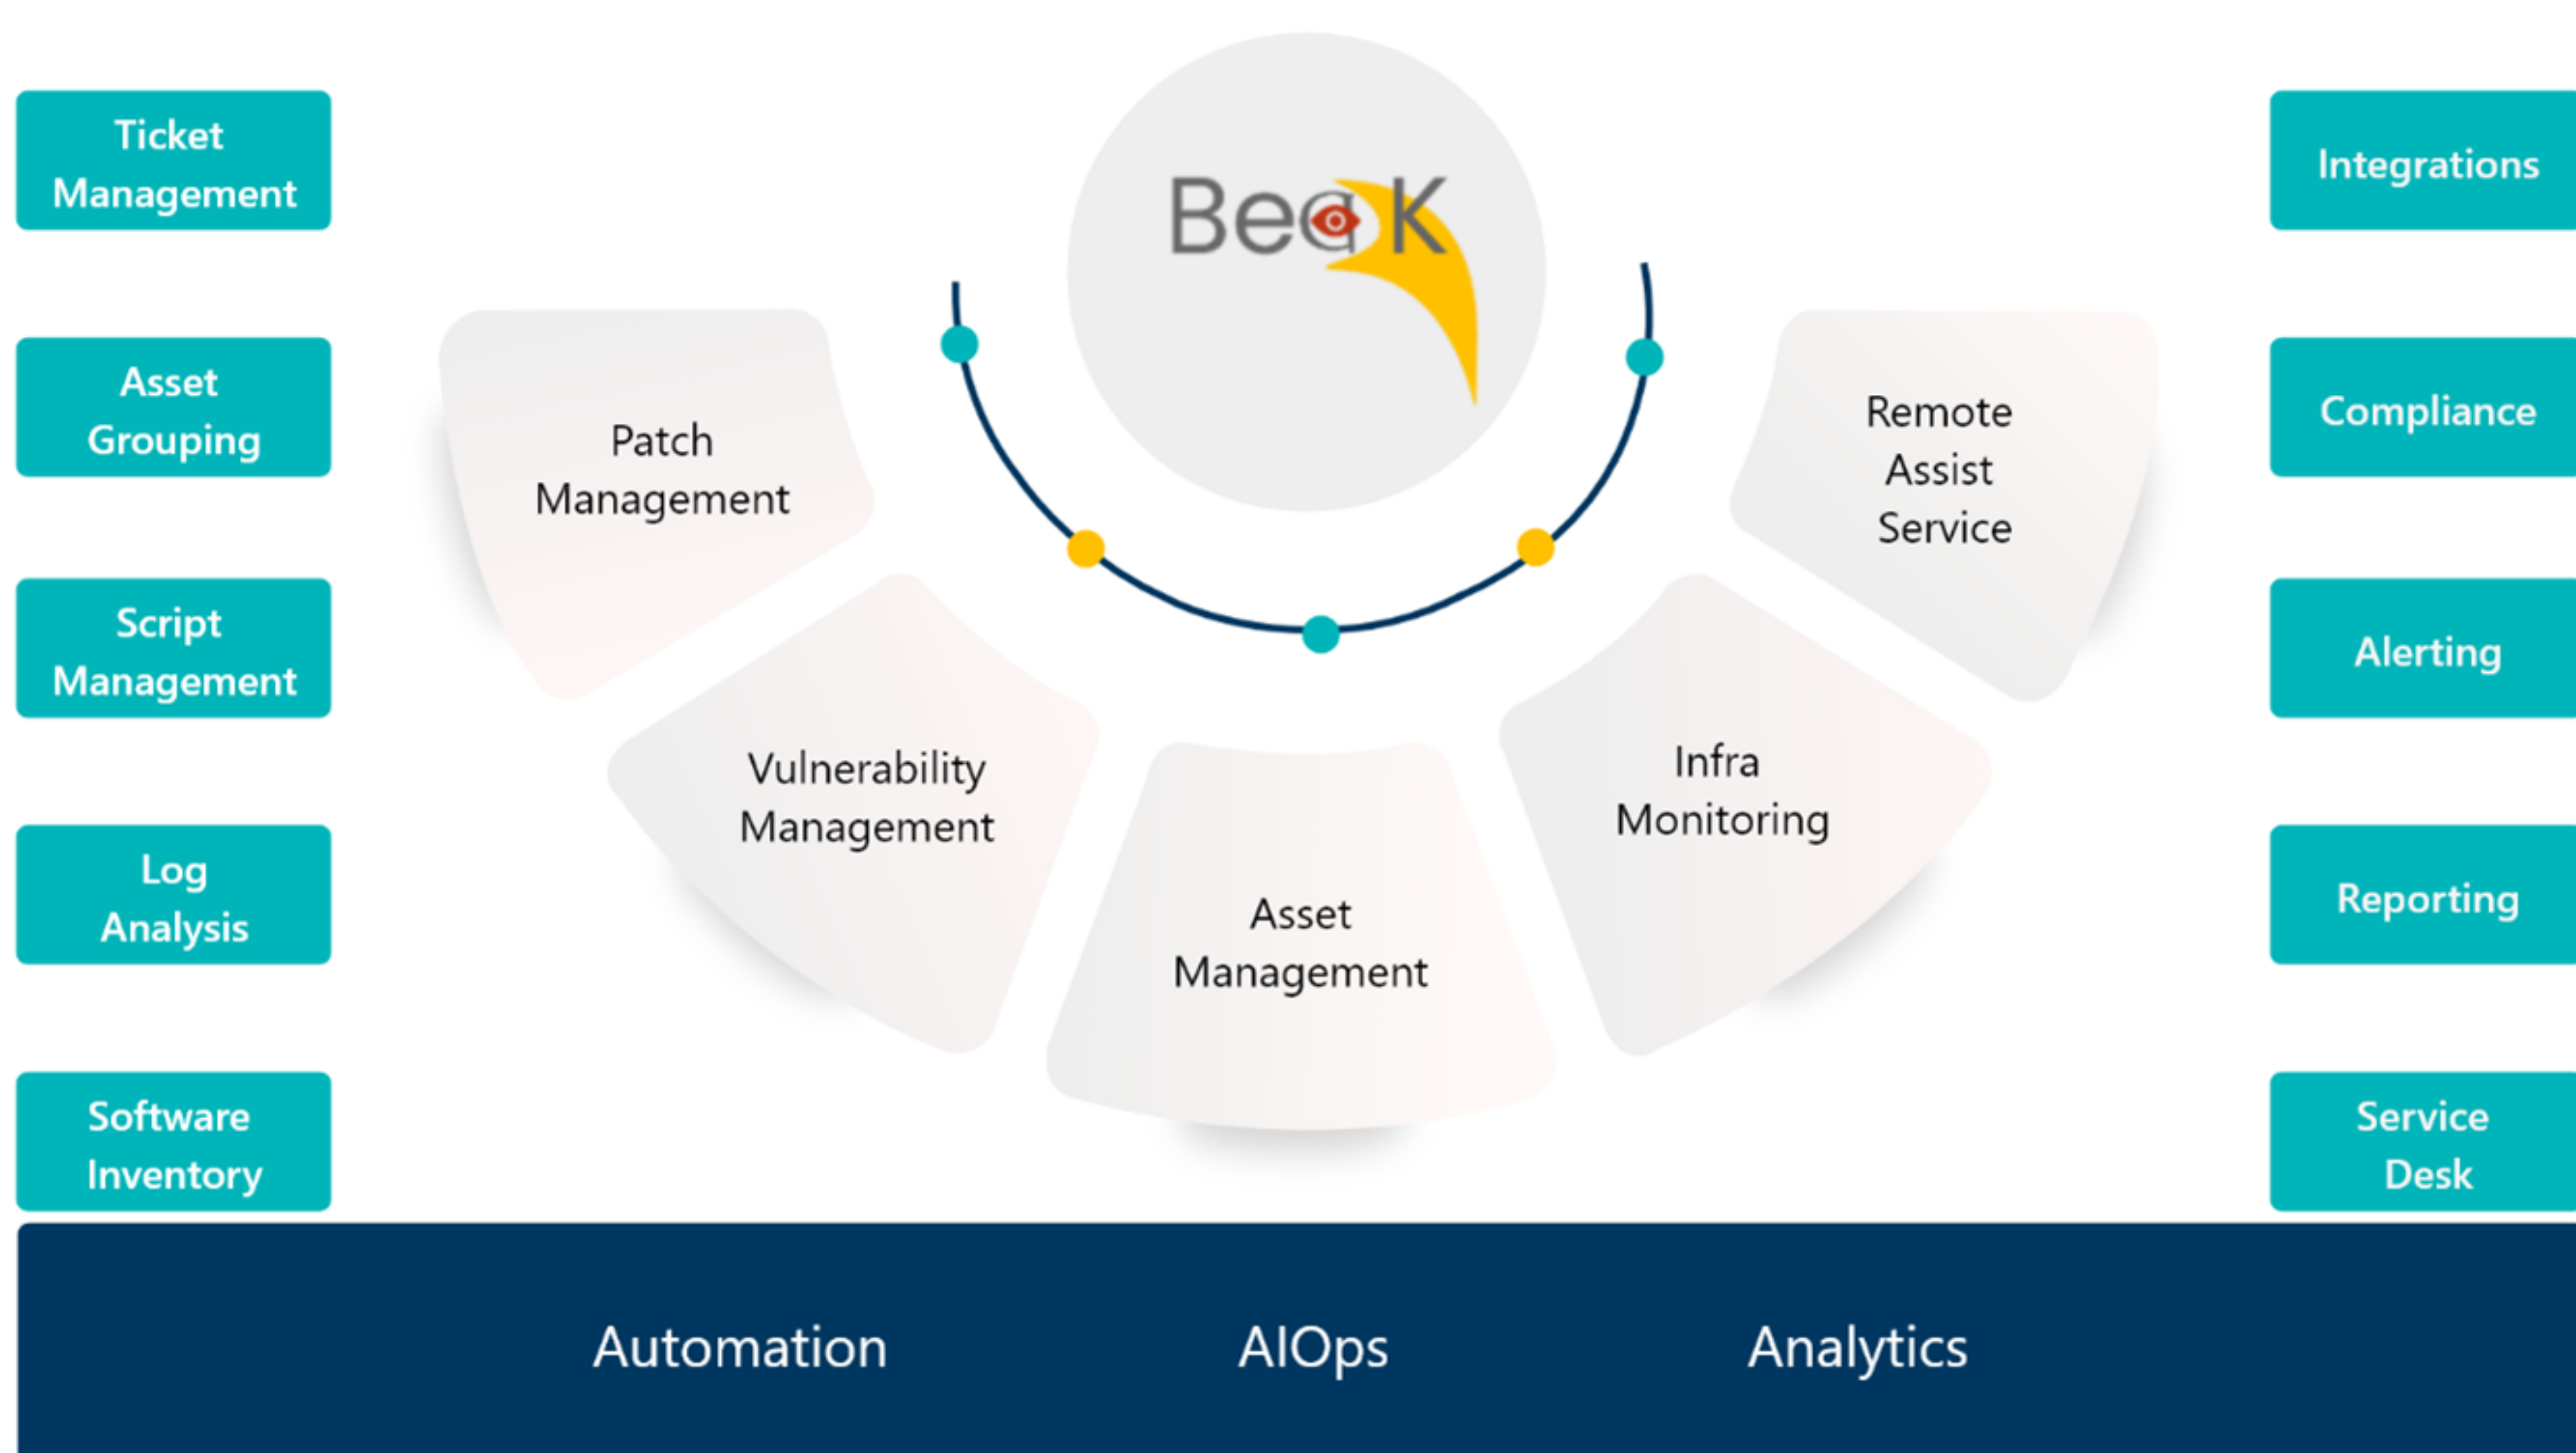 Beak
Ticket
Management
Asset
Grouping
Script
Management
Log
Analysis
Software
Inventory
Patch
Management
Vulnerability
Management
Asset
Management
Infra
Monitoring
Remote
Assist
Service
Integrations
Compliance
Alerting
Reporting
Service
Desk
Automation
AIOps
Analytics